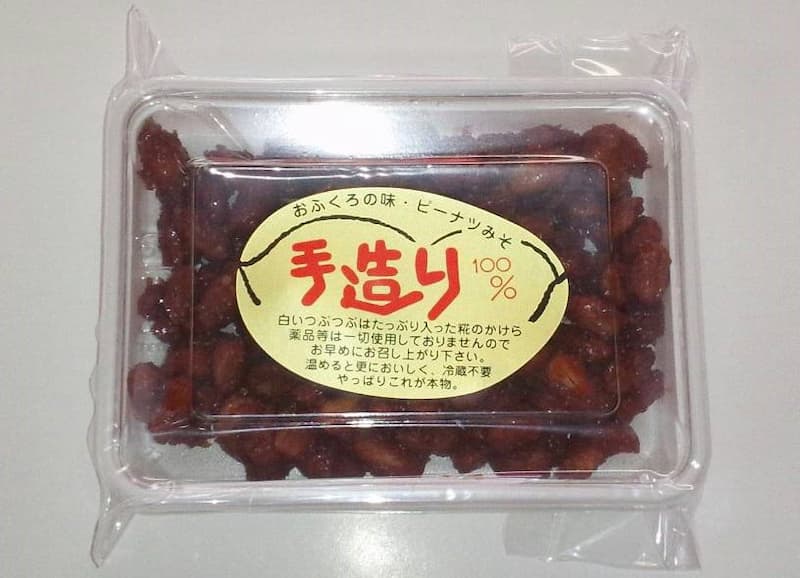 おふくろの味・ピーナツみそ
手造り
100
%
白いつぶつぶはたっぷり入った糀のかけら
薬品等は一切使用しておりませんので
お早めにお召し上がり下さい。
温めると更においしく、冷蔵不要
やっぱりこれが本物。